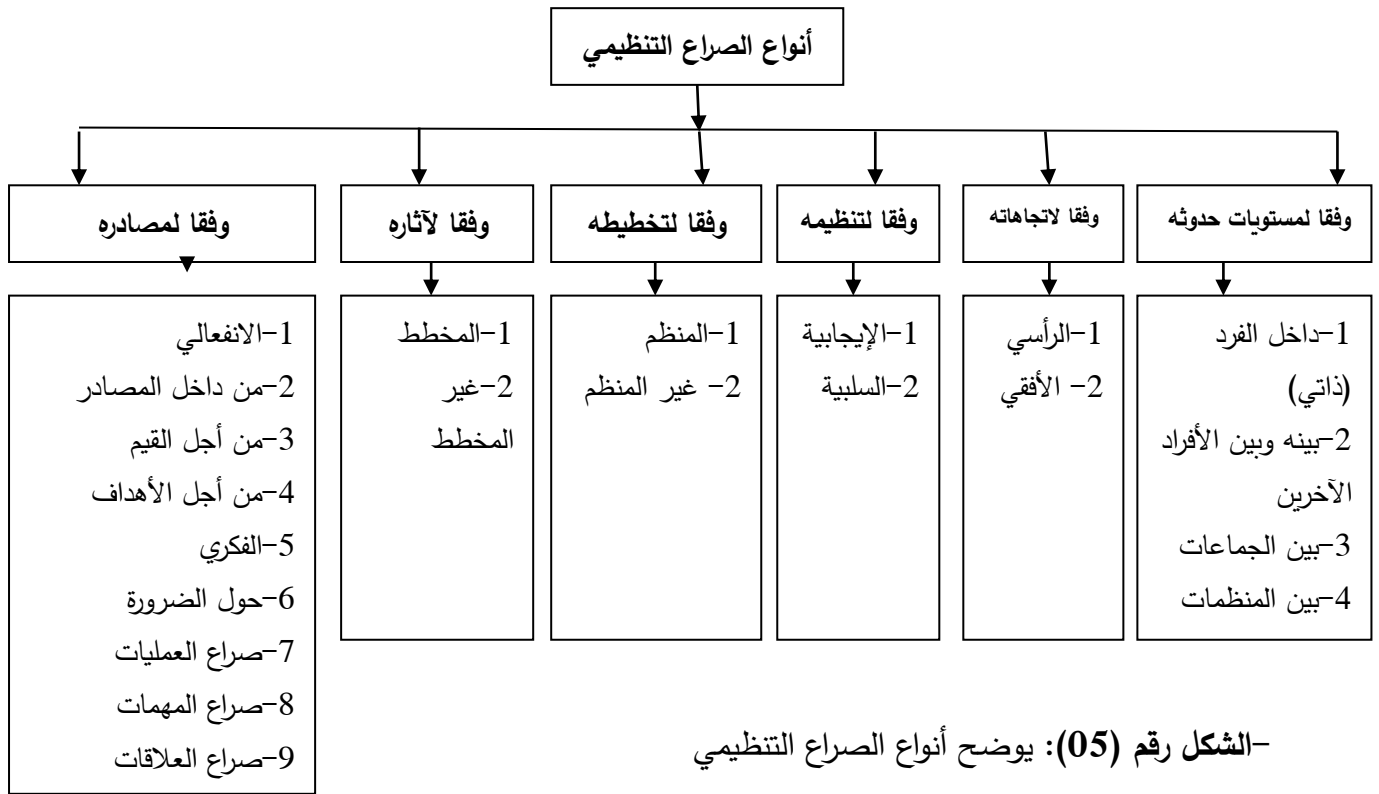 أنواع الصراع التنظيمي
وفقا لمستويات حدوثه
وفقا لاتجاهاته
وفقا لتنظيمه
وفقا لتخطيطه
وفقا لآثاره
وفقا لمصادره
1-داخل الفرد
(ذاتي)
2-بينه وبين الأفراد
الآخرين
3-بين الجماعات
4-بين المنظمات
1-الرأسي
2- الأفقي
1-الإيجابية
2-السلبية
1-المنظم
2- غير المنظم
1-المخطط
2-غير
المخطط
1-الانفعالي
2-من داخل المصادر
3-من أجل القيم
4-من أجل الأهداف
5-الفكري
6-حول الضرورة
7-صراع العمليات
8-صراع المهمات
9-صراع العلاقات
-الشكل رقم (05): يوضح أنواع الصراع التنظيمي